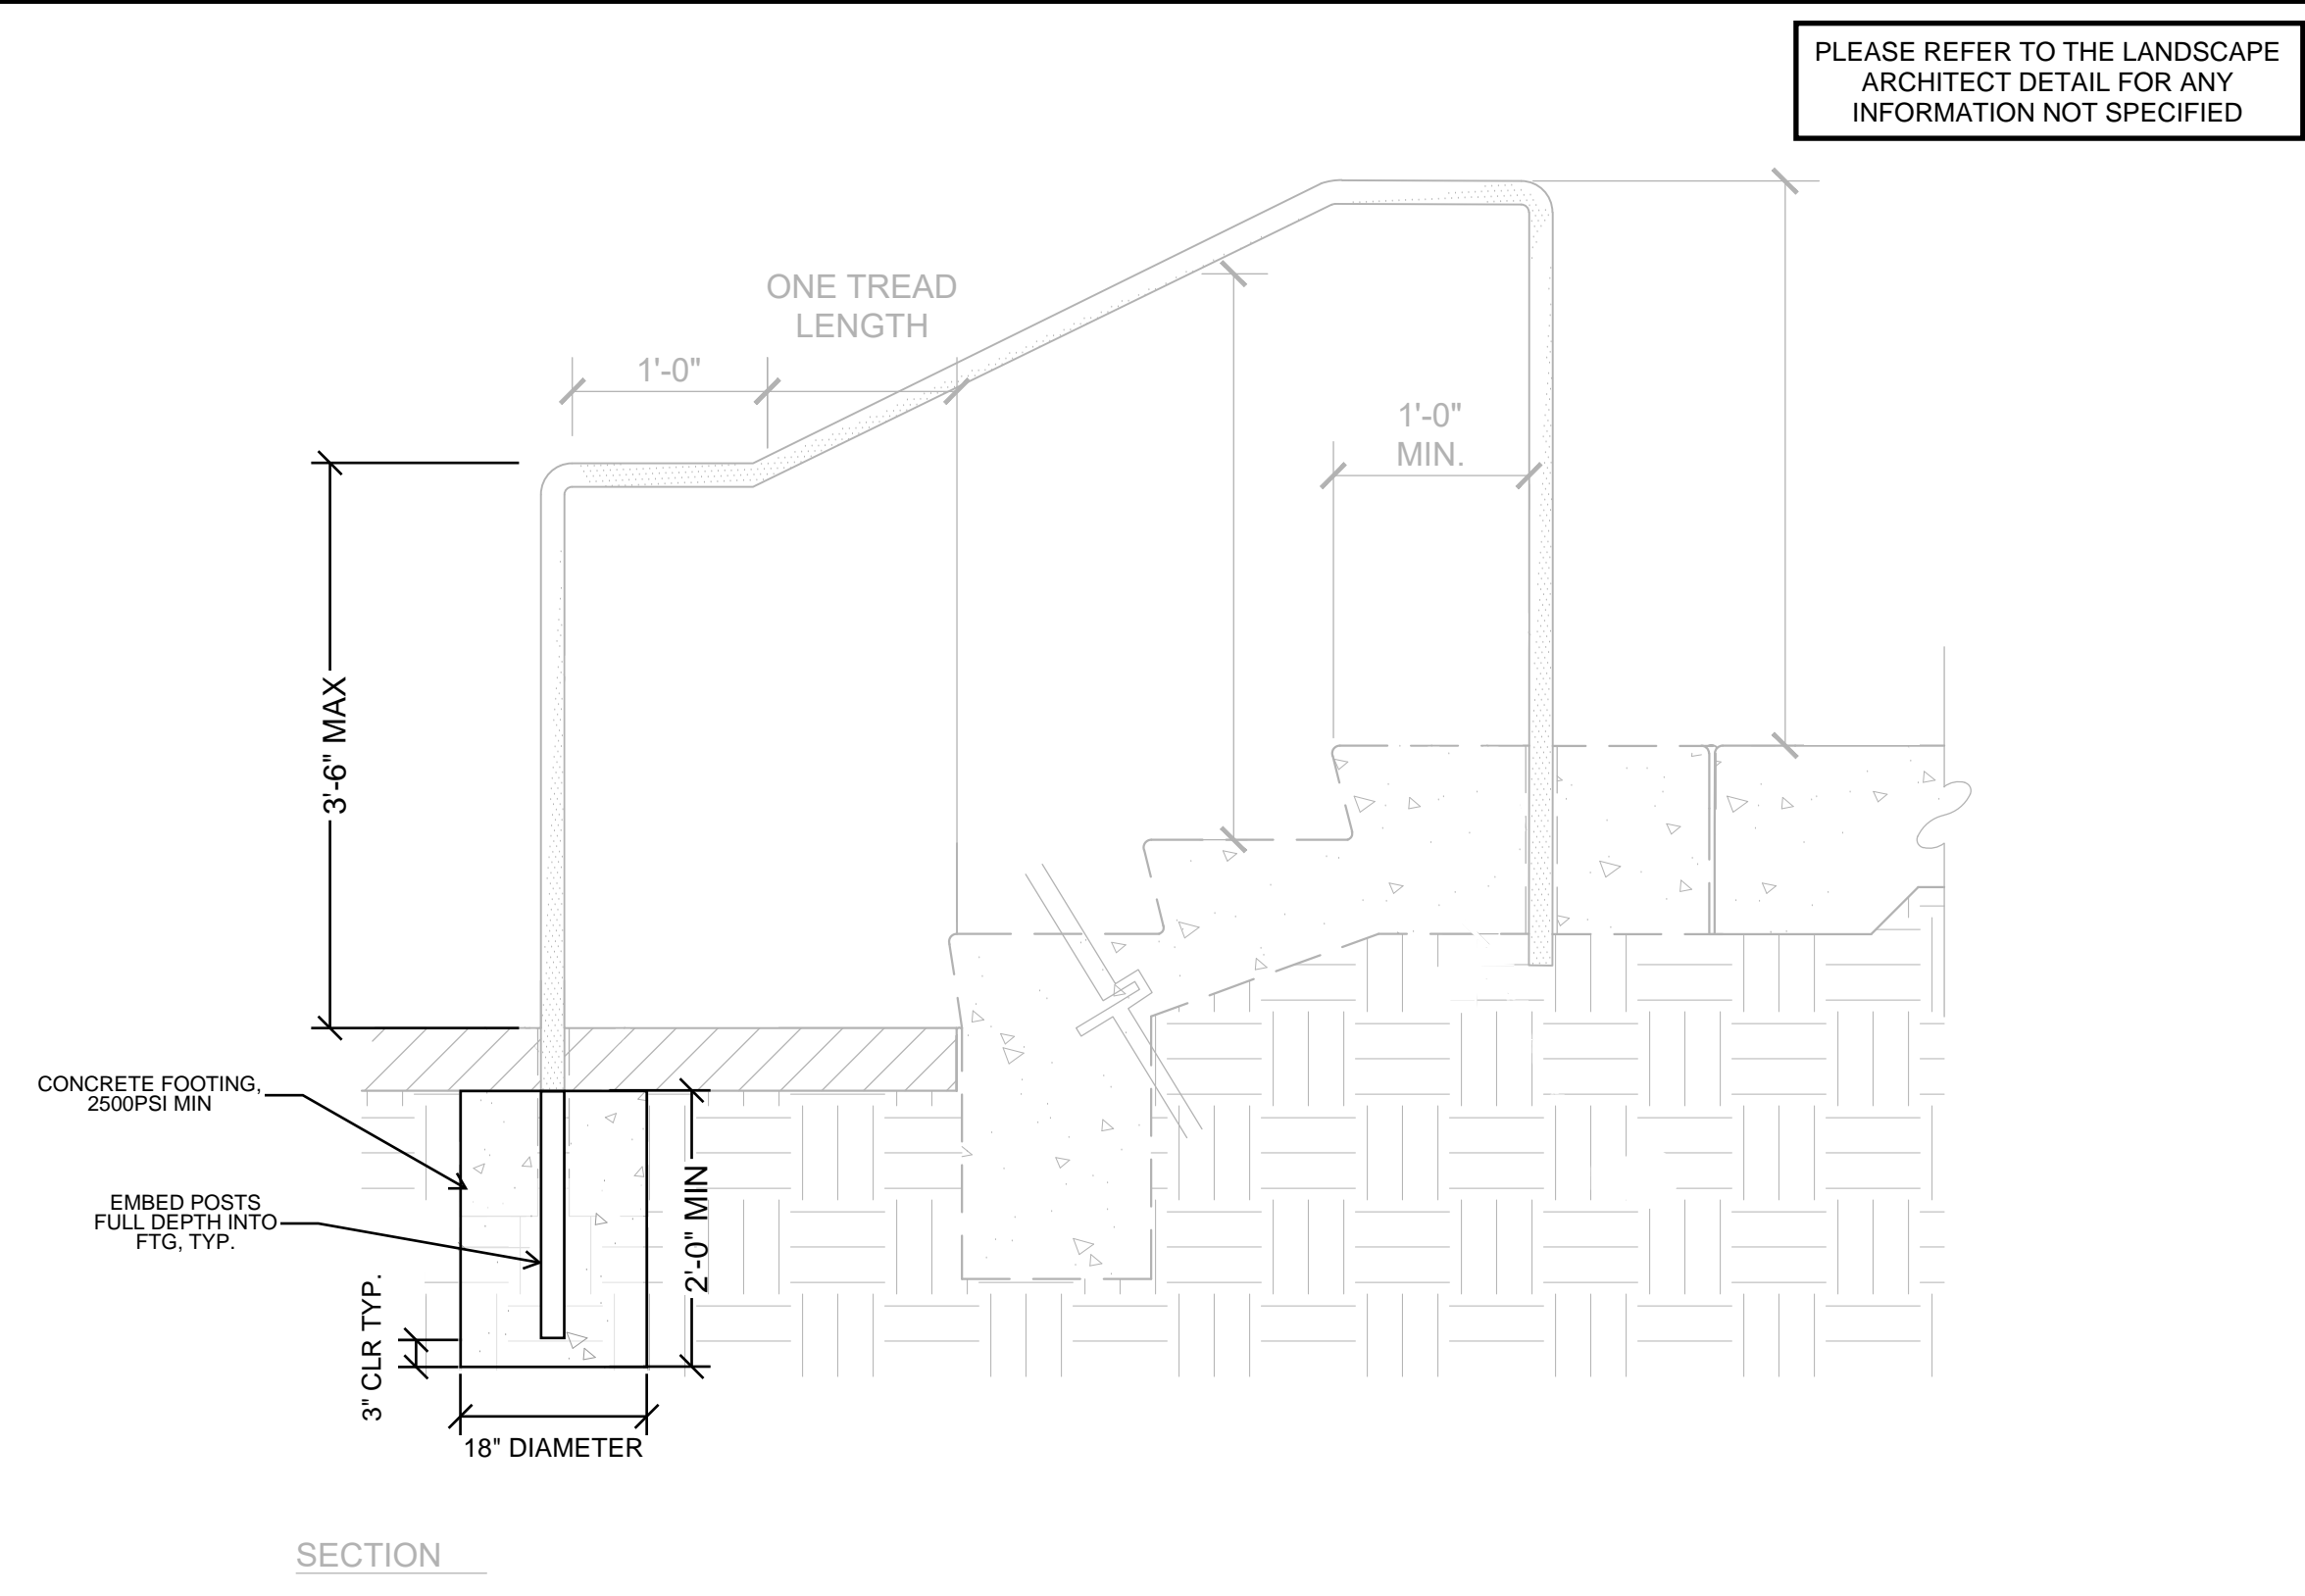 PLEASE REFER TO THE LANDSCAPE
ARCHITECT DETAIL FOR ANY
INFORMATION NOT SPECIFIED
ONE TREAD
LENGTH
1'-0"
1'-0"
MIN.
3'-6" MAX
CONCRETE FOOTING,
2500PSI MIN
EMBED POSTS
FULL DEPTH INTO
FTG, TYP.
2'-0" MIN
3" CLR TYP.
18" DIAMETER
SECTION